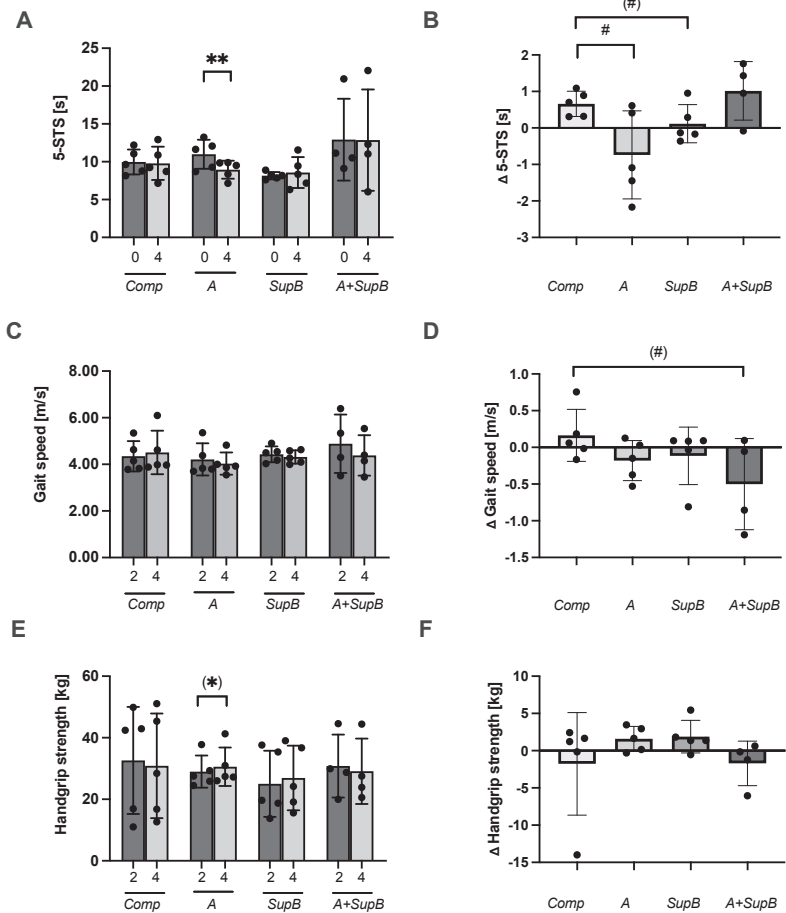 A
5-STS [s]
25
20
15
10
5
0
**
0 4 0 4 0 4 0 4
Comp A SupB A+SupB
B
Δ 5-STS [s]
(#)
#
2
1
0
-1
-2
-3
Comp A SupB A+SupB
C
Gait speed [m/s]
8.00
6.00
4.00
2.00
0.00
2 4 2 4 2 4 2 4
Comp A SupB A+SupB
D
Δ Gait speed [m/s]
(#)
1.0
0.5
0.0
-0.5
-1.0
-1.5
Comp A SupB A+SupB
E
Handgrip strength [kg]
60
40
20
0
(*)
2 4 2 4 2 4 2 4
Comp A SupB A+SupB
F
Δ Handgrip strength [kg]
10
5
0
-5
-10
-15
Comp A SupB A+SupB